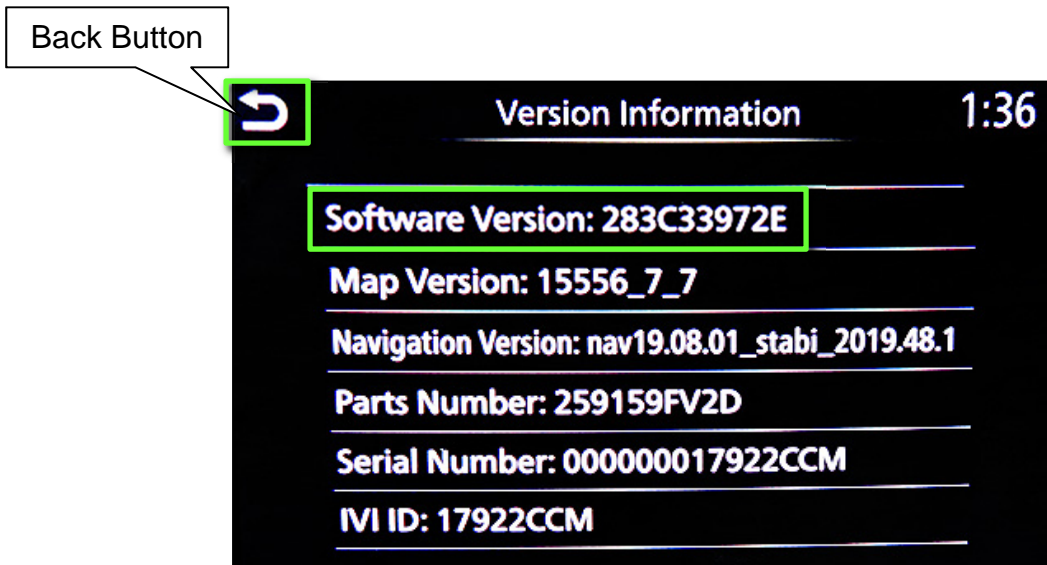 Back Button
Version Information 1:36
Software Version: 283C33972E
Map Version: 15556_7_7
Navigation Version: nav19.08.01_stabi_2019.48.1
Parts Number: 259159FV2D
Serial Number: 000000017922CCM
IVI ID: 17922CCM